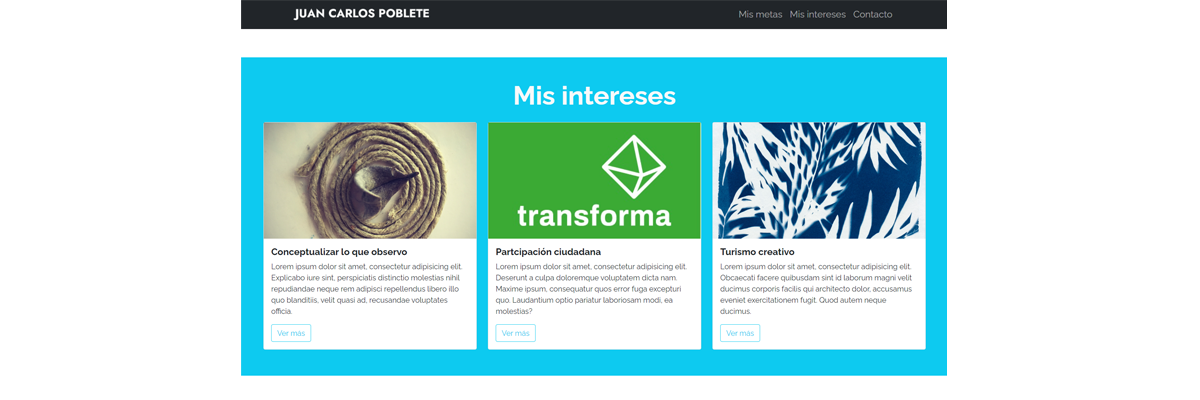 JUAN CARLOS POBLETE
Mis metas Mis intereses Contacto
Mis intereses
transforma
Conceptualizar lo que observo
Lorem ipsum dolor sit amet, consectetur adipisicing elit.
Explicabo iure sint, perspiciatis distinctio molestias nihil
repudiandae neque rem adipisci repellendus libero illo
quo blanditiis, velit quasi ad, recusandae voluptates
officia.
Ver más
Partcipación ciudadana
Lorem ipsum dolor sit amet, consectetur adipisicing elit.
Deserunt a culpa doloremque voluptatem dicta nam.
Maxime ipsum, consequatur quos error fuga excepturi
quo. Laudantium optio pariatur laboriosam modi, ea
molestias?
Ver más
Turismo creativo
Lorem ipsum dolor sit amet, consectetur adipisicing elit.
Obcaecati facere quibusdam sint id laborum magni velit
ducimus corporis facilis qui architecto dolor, accusamus
eveniet exercitationem fugit. Quod autem neque
ducimus.
Ver más